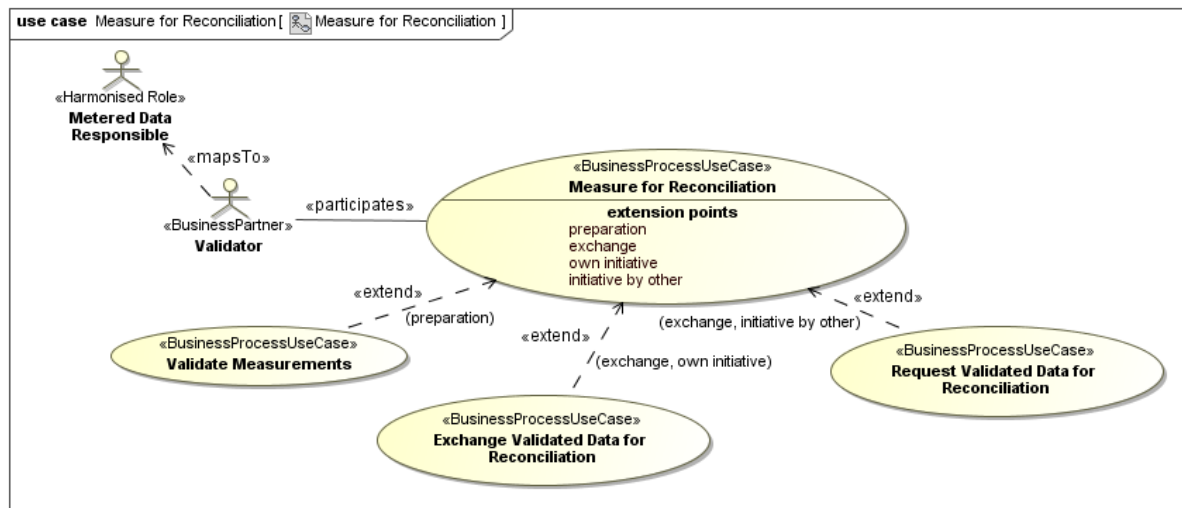 use case Measure for Reconciliation [ Measure for Reconciliation ]
«Harmonised Role»
Metered Data
Responsible
«mapsTo»
«BusinessPartner»
Validator
«participates»
«BusinessProcessUseCase»
Measure for Reconciliation
extension points
preparation
exchange
own initiative
initiative by other
«extend»
(preparation)
«extend»
(exchange, own initiative)
«extend»
(exchange, initiative by other)
«BusinessProcessUseCase»
Validate Measurements
«BusinessProcessUseCase»
Exchange Validated Data for
Reconciliation
«BusinessProcessUseCase»
Request Validated Data for
Reconciliation